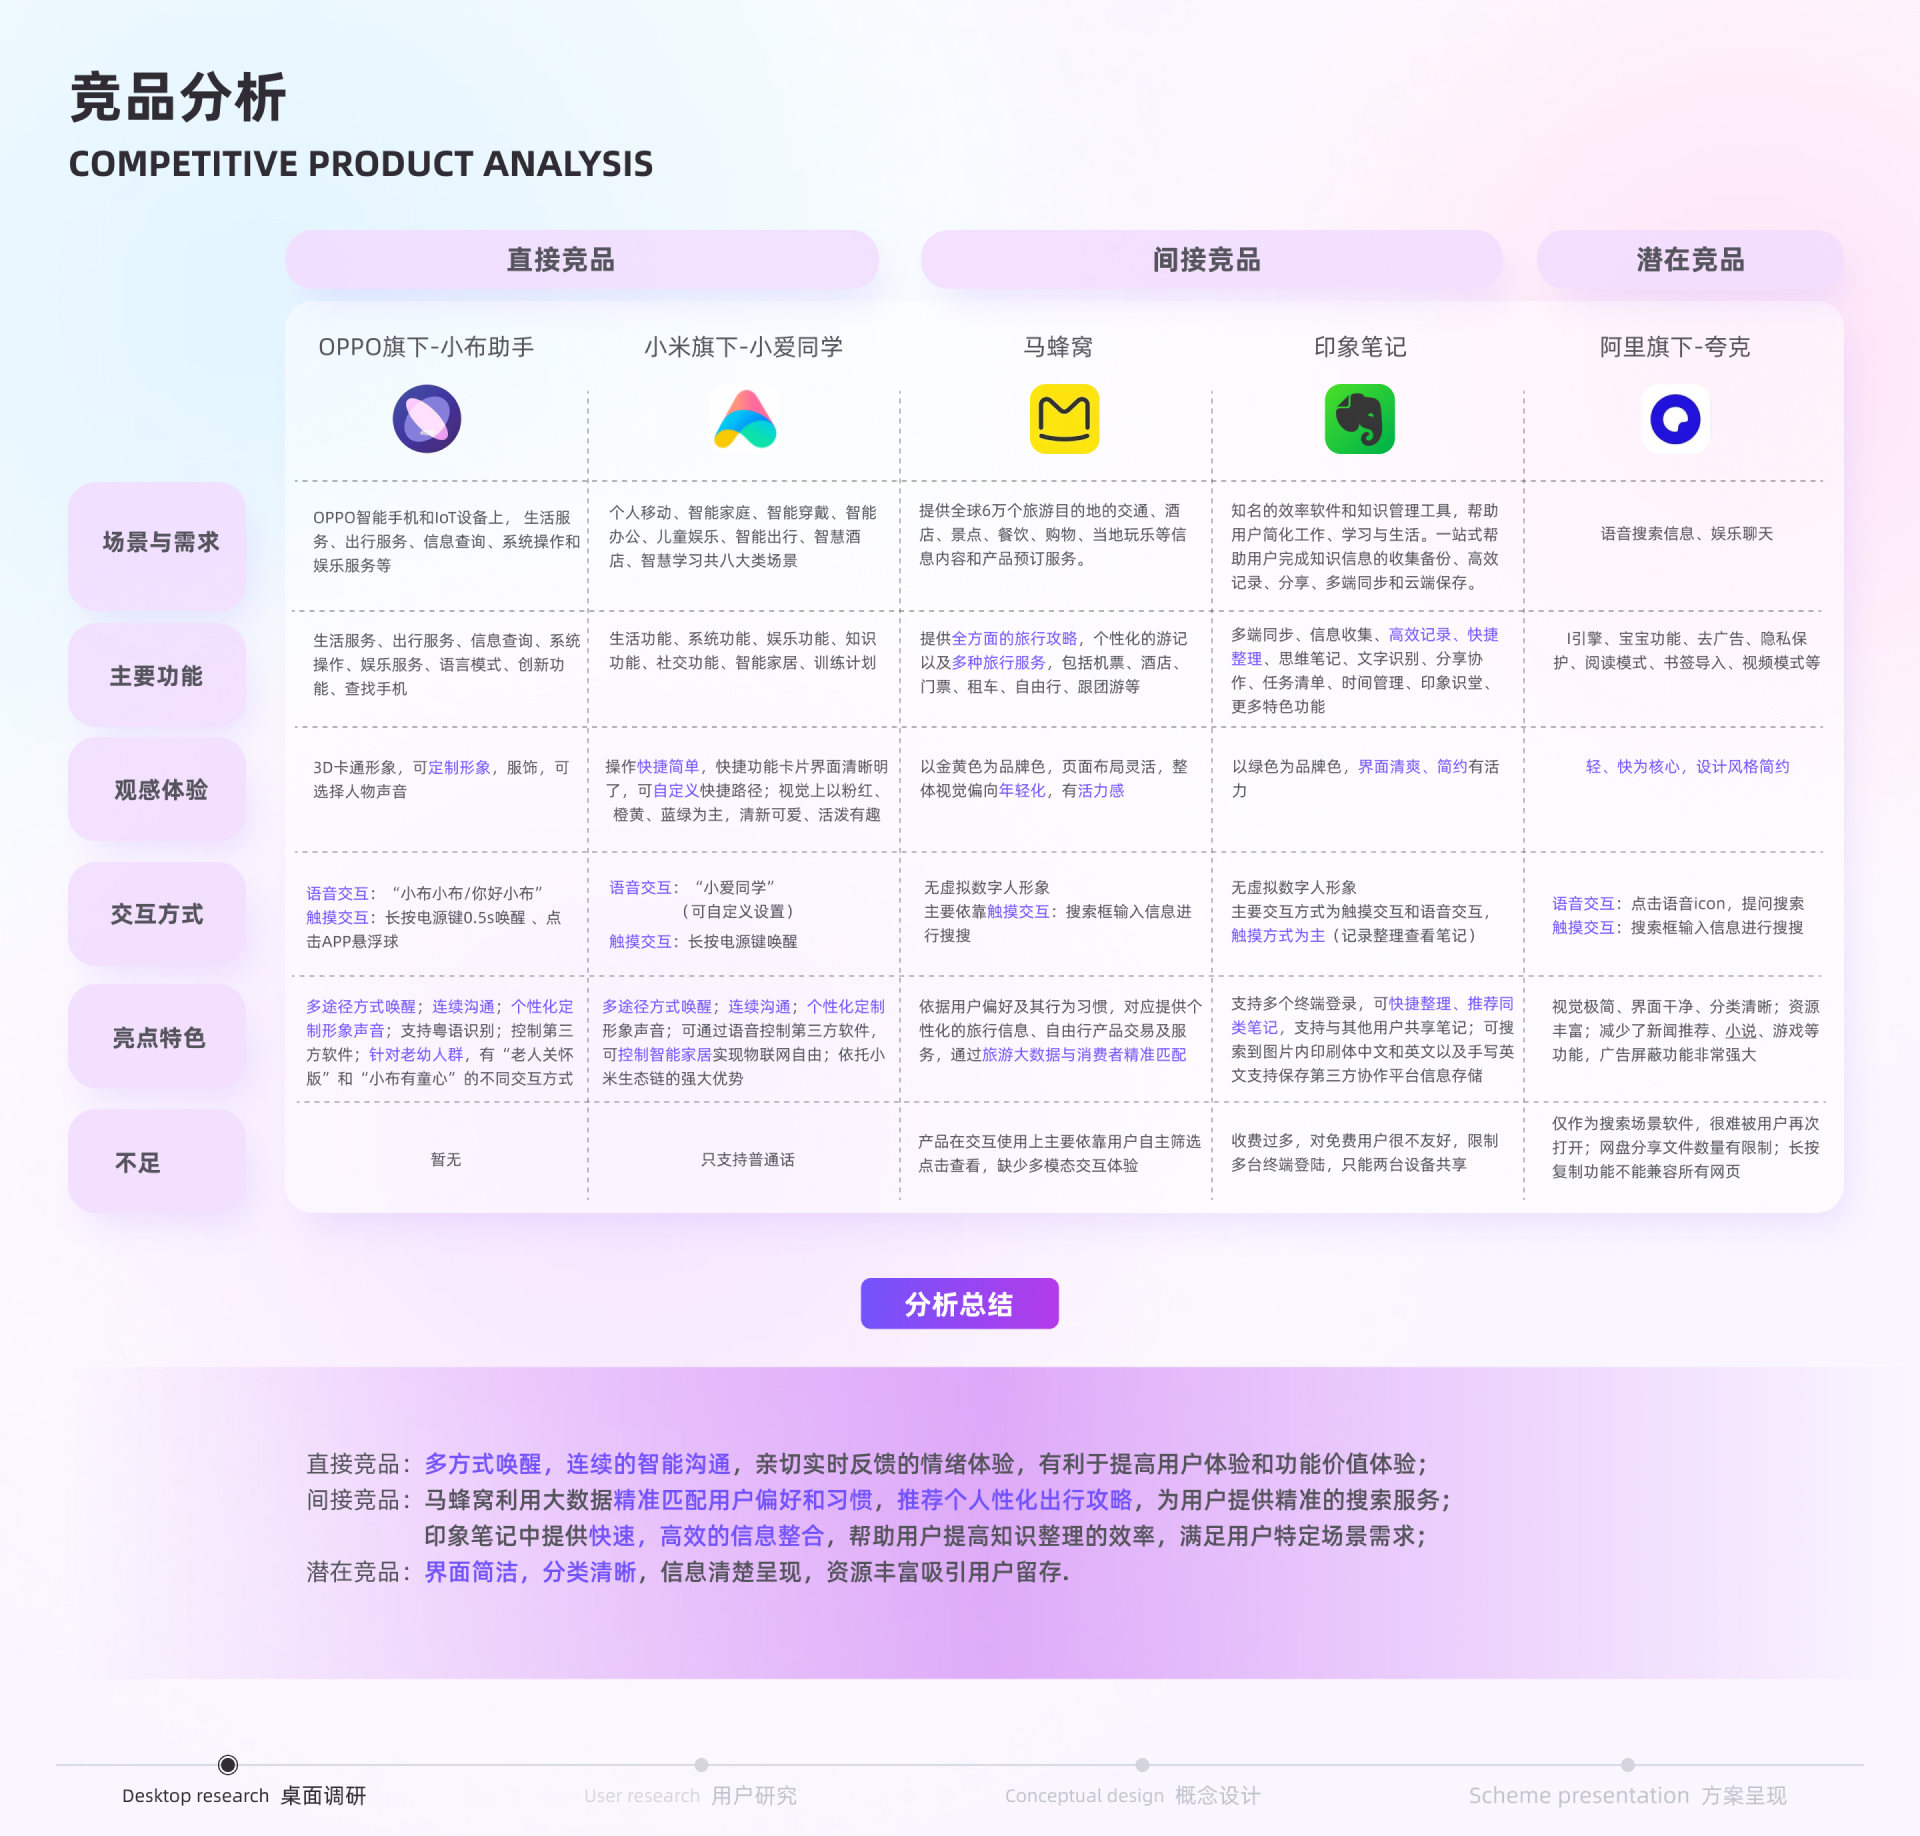 竞品分析
COMPETITIVE PRODUCT ANALYSIS
直接竞品
间接竞品
潜在竞品
OPPO旗下-小布助手
小米旗下-小爱同学
马蜂窝
印象笔记
阿里旗下-夸克
场景与需求
OPPO智能手机和IoT设备上， 生活服
务、出行服务、信息查询、系统操作和
娱乐服务等
个人移动、智能家庭、智能穿戴、智能
办公、儿童娱乐、智能出行、智慧酒
店、智慧学习共八大类场景
提供全球6万个旅游目的地的交通、酒
店、景点、餐饮、购物、当地玩乐等信
息内容和产品预订服务。
知名的效率软件和知识管理工具，帮助
用户简化工作、学习与生活。一站式帮
助用户完成知识信息的收集备份、高效
记录、分享、多端同步和云端保存。
语音搜索信息、娱乐聊天
主要功能
生活服务、出行服务、信息查询、系统
操作、娱乐服务、语言模式、创新功
能、查找手机
生活功能、系统功能、娱乐功能、知识
功能、社交功能、智能家居、训练计划
提供全方面的旅行攻略，个性化的游记
以及多种旅行服务，包括机票、酒店、
门票、租车、自由行、跟团游等
多端同步、信息收集、高效记录、快捷
整理、思维笔记、文字识别、分享协
作、任务清单、时间管理、印象识堂、
更多特色功能
I引擎、宝宝功能、去广告、隐私保
护、阅读模式、书签导入、视频模式等
观感体验
3D卡通形象，可定制形象，服饰，可
选择人物声音
操作快捷简单，快捷功能卡片界面清晰明
了，可自定义快捷路径；视觉上以粉红、
橙黄、蓝绿为主，清新可爱、活泼有趣
以金黄色为品牌色，页面布局灵活，整
体视觉偏向年轻化，有活力感
以绿色为品牌色，界面清爽、简约有活
力
轻、快为核心，设计风格简约
交互方式
语音交互：“小布小布/你好小布”
触摸交互：长按电源键0.5s唤醒 、点
击APP悬浮球
语音交互：“小爱同学”
（可自定义设置）
触摸交互：长按电源键唤醒
无虚拟数字人形象
主要依靠触摸交互：搜索框输入信息进
行搜搜
无虚拟数字人形象
主要交互方式为触摸交互和语音交互，
触摸方式为主（记录整理查看笔记）
语音交互：点击语音icon，提问搜索
触摸交互：搜索框输入信息进行搜搜
亮点特色
多途径方式唤醒；连续沟通；个性化定
制形象声音；支持粤语识别；控制第三
方软件；针对老幼人群，有“老人关怀
版”和“小布有童心”的不同交互方式
多途径方式唤醒；连续沟通；个性化定制
形象声音；可通过语音控制第三方软件，
可控制智能家居实现物联网自由；依托小
米生态链的强大优势
依据用户偏好及其行为习惯，对应提供个
性化的旅行信息、自由行产品交易及服
务，通过旅游大数据与消费者精准匹配
支持多个终端登录，可快捷整理、推荐同
类笔记，支持与其他用户共享笔记；可搜
索到图片内印刷体中文和英文以及手写英
文支持保存第三方协作平台信息存储
视觉极简、界面干净、分类清晰；资源
丰富；减少了新闻推荐、小说、游戏等
功能，广告屏蔽功能非常强大
不足
暂无
只支持普通话
产品在交互使用上主要依靠用户自主筛选
点击查看，缺少多模态交互体验
收费过多，对免费用户很不友好，限制
多台终端登陆，只能两台设备共享
仅作为搜索场景软件，很难被用户再次
打开；网盘分享文件数量有限制；长按
复制功能不能兼容所有网页
分析总结
直接竞品：多方式唤醒，连续的智能沟通，亲切实时反馈的情绪体验，有利于提高用户体验和功能价值体验；
间接竞品：马蜂窝利用大数据精准匹配用户偏好和习惯，推荐个人性化出行攻略，为用户提供精准的搜索服务；
印象笔记中提供快速，高效的信息整合，帮助用户提高知识整理的效率，满足用户特定场景需求；
潜在竞品：界面简洁，分类清晰，信息清楚呈现，资源丰富吸引用户留存.
Desktop research 桌面调研
User research 用户研究
Conceptual design 概念设计
Scheme presentation 方案呈现